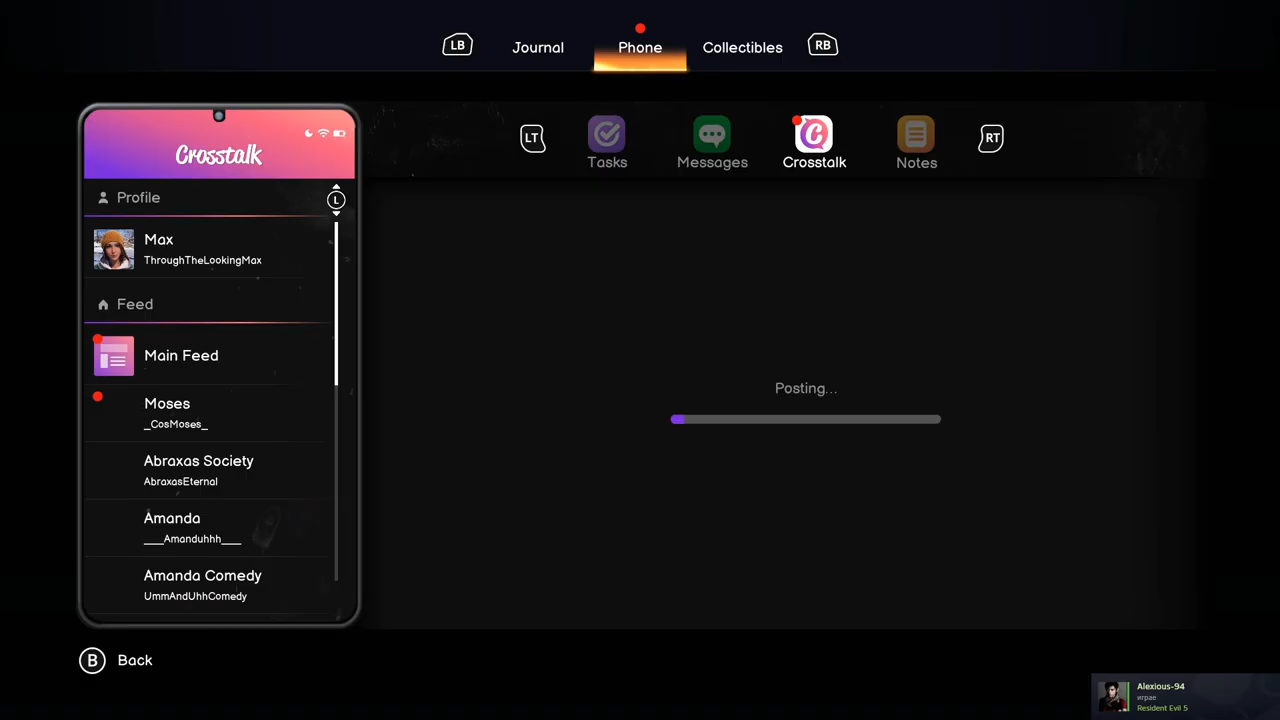 LB
Journal
Phone
Collectibles
RB
Crosstalk
LT
Tasks
Messages
Crosstalk
Notes
RT
Profile
L
Max
ThroughTheLookingMax
Feed
Main Feed
Moses
_CosMoses_
Abraxas Society
AbraxasEternal
Amanda
___Amanduhhh___
Amanda Comedy
UmmAndUhhComedy
Posting...
B Back
Alexious-94
играе
Resident Evil 5